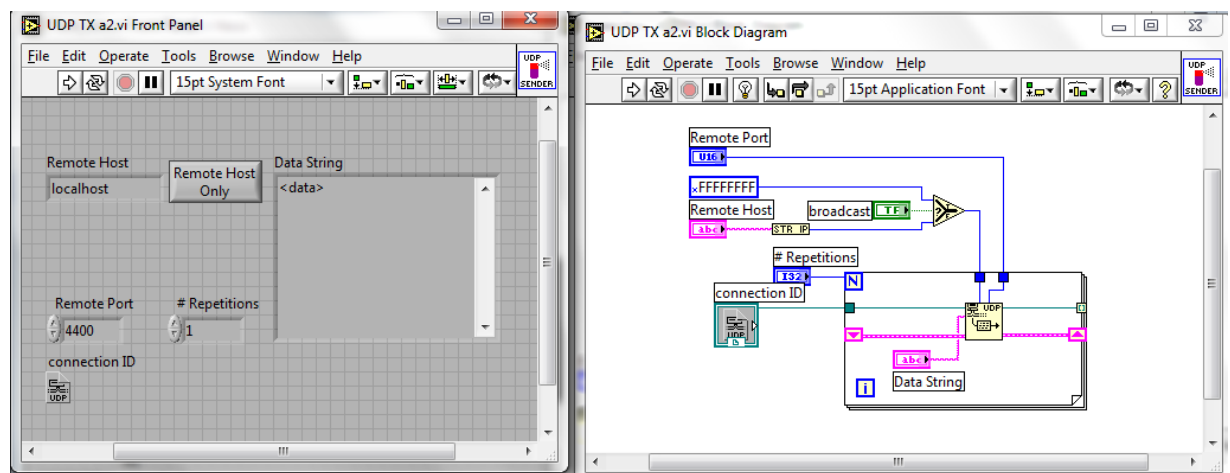 UDP TX a2.vi Front Panel
File Edit Operate Tools Browse Window Help
15pt System Font
UDP
SENDER
Remote Host
localhost
Remote Host
Only
Data String
<data>
Remote Port
# Repetitions
4400
1
connection ID
UDP
UDP TX a2.vi Block Diagram
File Edit Operate Tools Browse Window Help
15pt Application Font
?
UDP
SENDER
Remote Port
U16
xFFFFFFFF
Remote Host
broadcast
TF
?
T
F
abc
STR IP
# Repetitions
I32
N
connection ID
UDP
UDP
abc
Data String
i